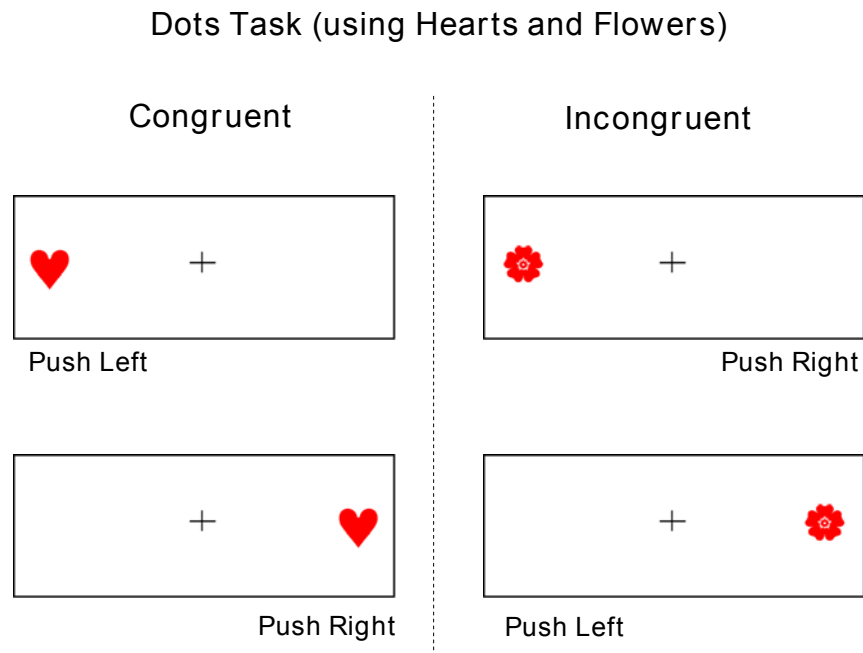 Dots Task (using Hearts and Flowers)
Congruent
Incongruent
Push Left
Push Right
Push Right
Push Left